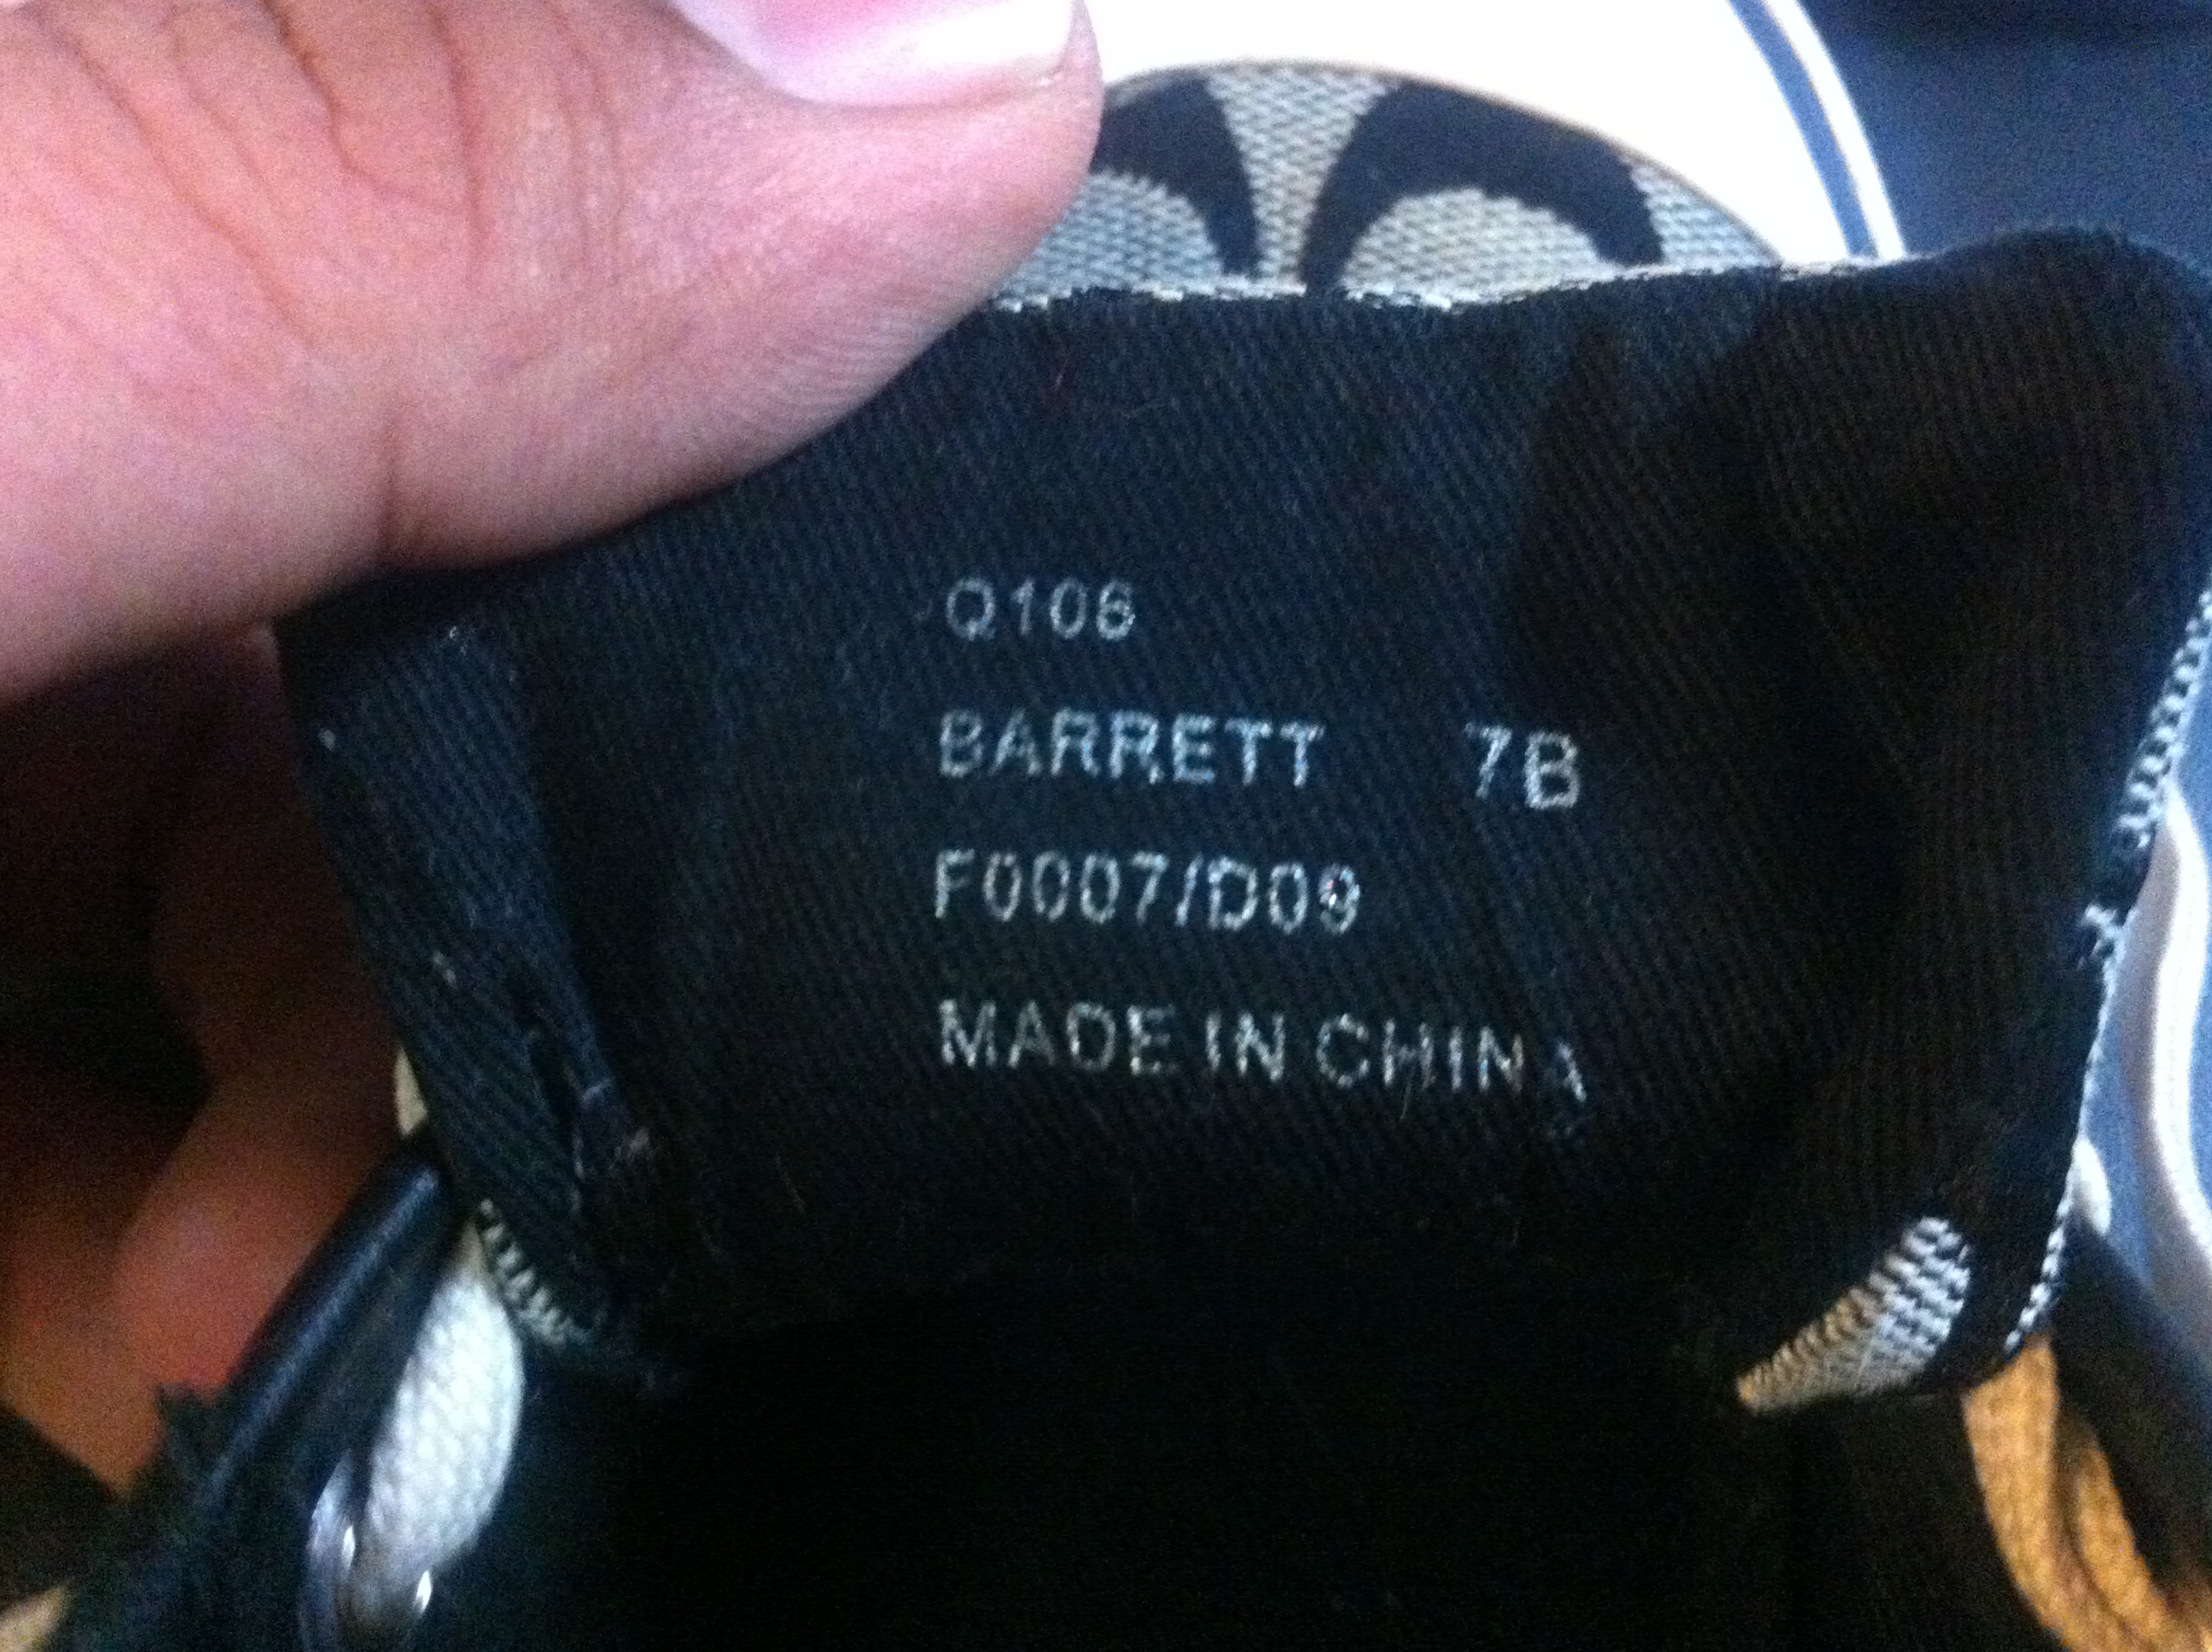 Q106
BARRETT 7B
F0007/D09
MADE IN CHINA